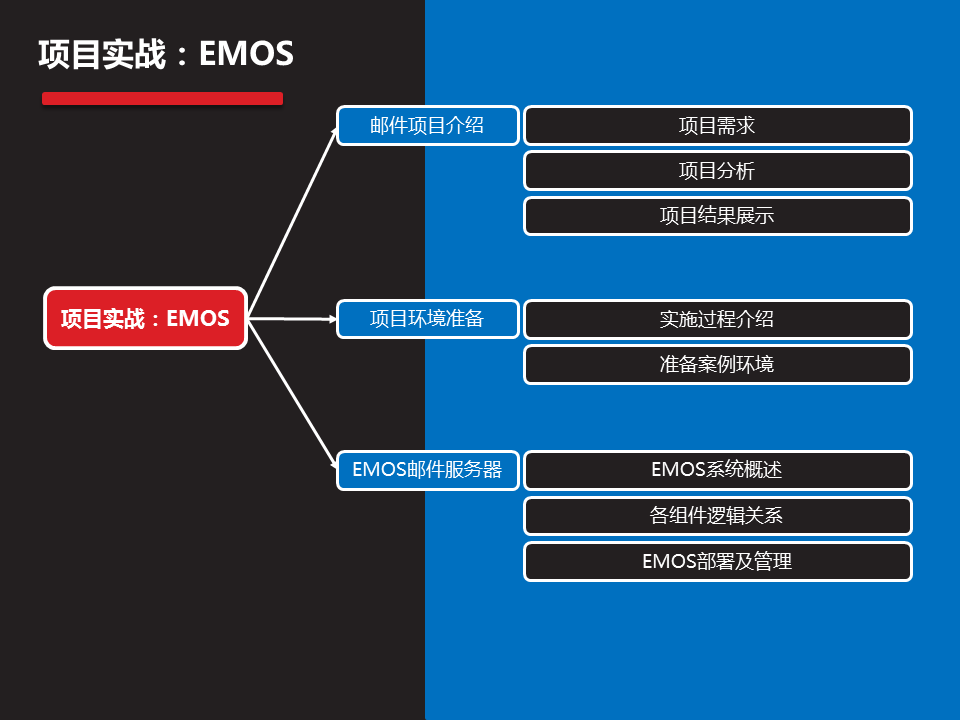 项目实战：EMOS
邮件项目介绍
项目需求
项目分析
项目结果展示
项目实战：EMOS
项目环境准备
实施过程介绍
准备案例环境
EMOS邮件服务器
EMOS系统概述
各组件逻辑关系
EMOS部署及管理